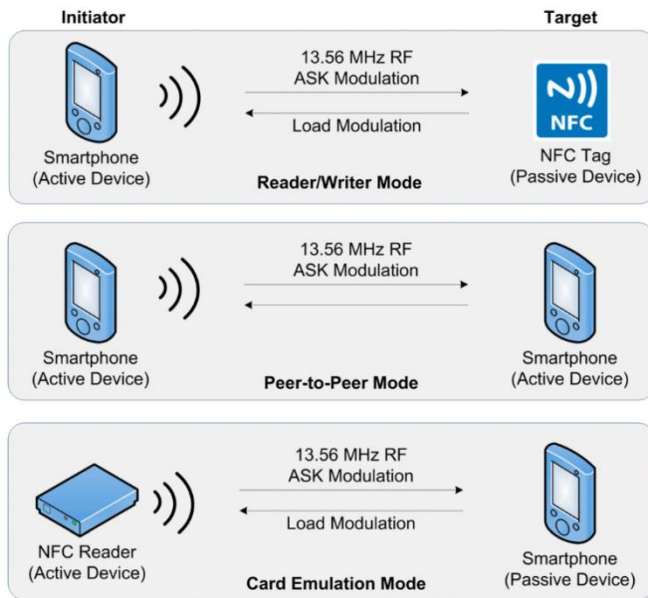 Initiator
Target
13.56 MHz RF
ASK Modulation
Load Modulation
NFC
Smartphone
(Active Device)
NFC Tag
(Passive Device)
Reader/Writer Mode
13.56 MHz RF
ASK Modulation
Smartphone
(Active Device)
Smartphone
(Active Device)
Peer-to-Peer Mode
13.56 MHz RF
ASK Modulation
Load Modulation
NFC Reader
(Active Device)
Smartphone
(Passive Device)
Card Emulation Mode